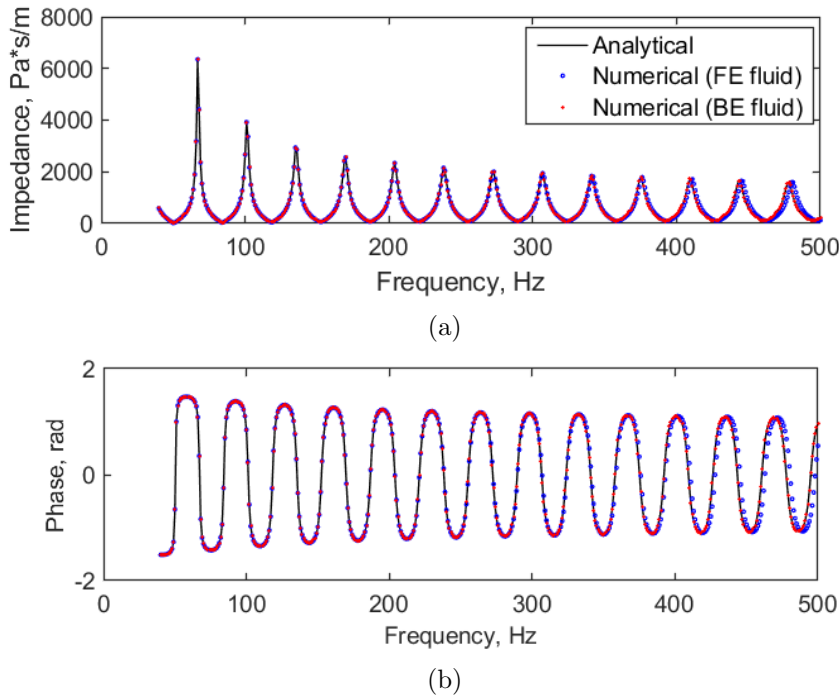 8000
6000
4000
2000
0
Impedance, Pa*s/m
Analytical
Numerical (FE fluid)
Numerical (BE fluid)
0 100 200 300 400 500
Frequency, Hz
(a)
2
0
-2
Phase, rad
0 100 200 300 400 500
Frequency, Hz
(b)